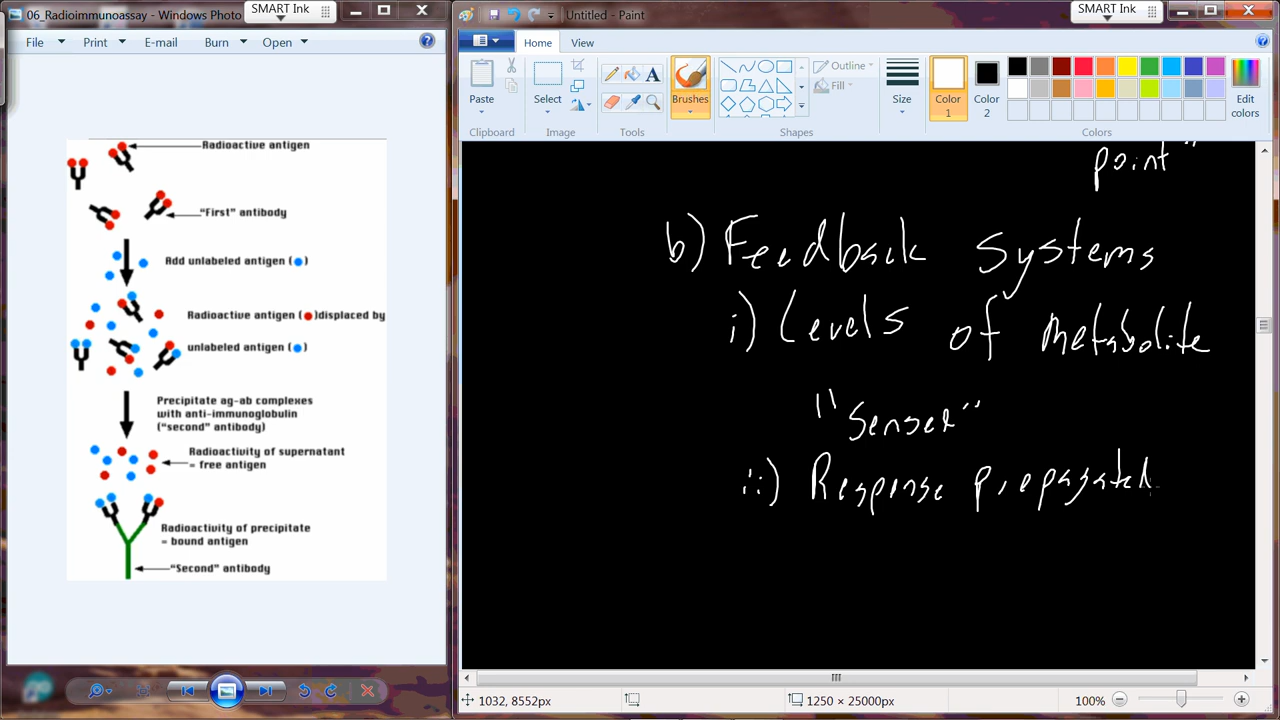 06_Radioimmunoassay - Windows Photo
SMART Ink
File Print E-mail Burn Open
Radioactive antigen
"First" antibody
Add unlabeled antigen ( )
Radioactive antigen ( )displaced by
unlabeled antigen ( )
Precipitate ag-ab complexes
with anti-immunoglobulin
("second" antibody)
Radioactivity of supernatant
= free antigen
Radioactivity of precipitate
= bound antigen
"Second" antibody
Untitled - Paint
SMART Ink
Home View
Paste
Select
Brushes
Outline
Fill
Size
Color
1
Color
2
Edit
colors
Clipboard Image Tools Shapes Colors
point"
b) Feedback systems
i) Levels of metabolite
"sensed"
ii) Response propagated
1032, 8552px
1250 × 25000px
100%